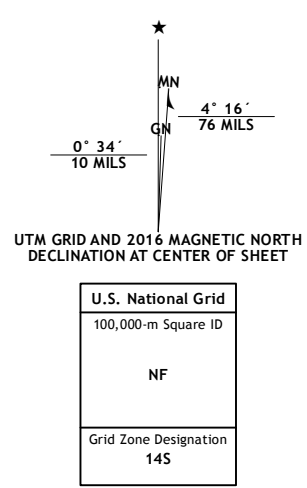 ★
MN
4° 16´
76 MILS
GN
0° 34´
10 MILS
UTM GRID AND 2016 MAGNETIC NORTH
DECLINATION AT CENTER OF SHEET
U.S. National Grid
100,000-m Square ID
NF
Grid Zone Designation
14S